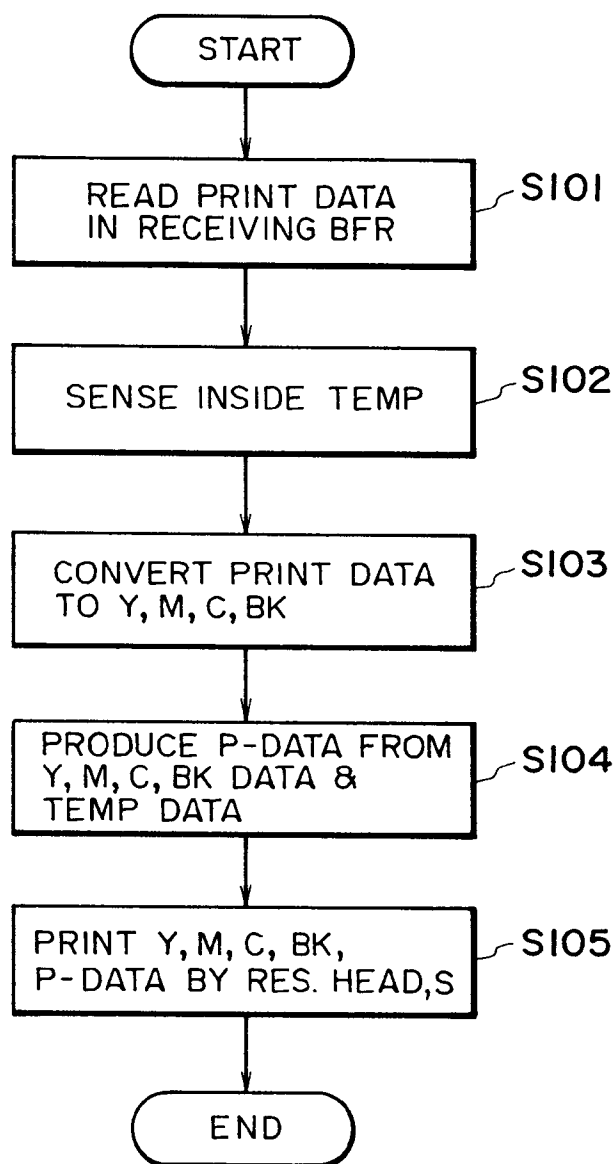 START
READ PRINT DATA
IN RECEIVING BFR
S101
SENSE INSIDE TEMP
S102
CONVERT PRINT DATA
TO Y, M, C, BK
S103
PRODUCE P-DATA FROM
Y, M, C, BK DATA &
TEMP DATA
S104
PRINT Y, M, C, BK,
P-DATA BY RES. HEAD,S
S105
END